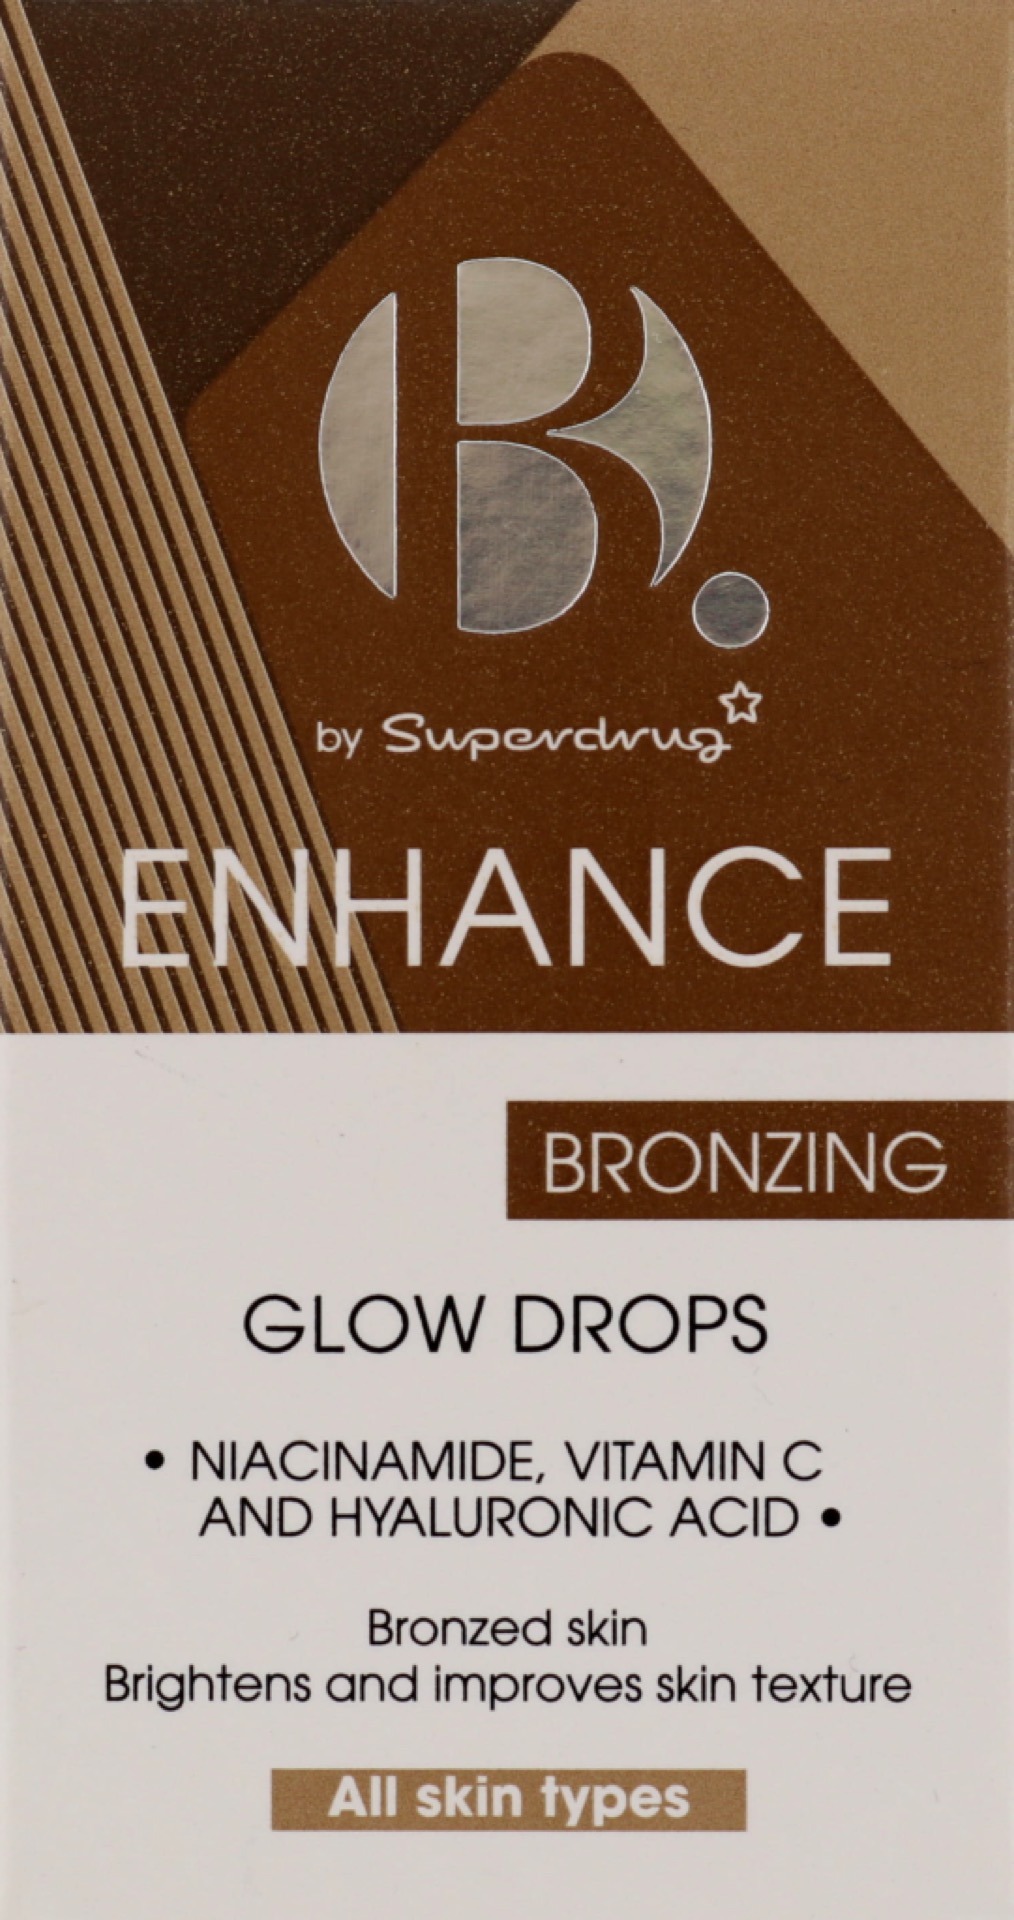 B.
by Superdrug
ENHANCE
BRONZING
GLOW DROPS
• NIACINAMIDE, VITAMIN C
AND HYALURONIC ACID •
Bronzed skin
Brightens and improves skin texture
All skin types